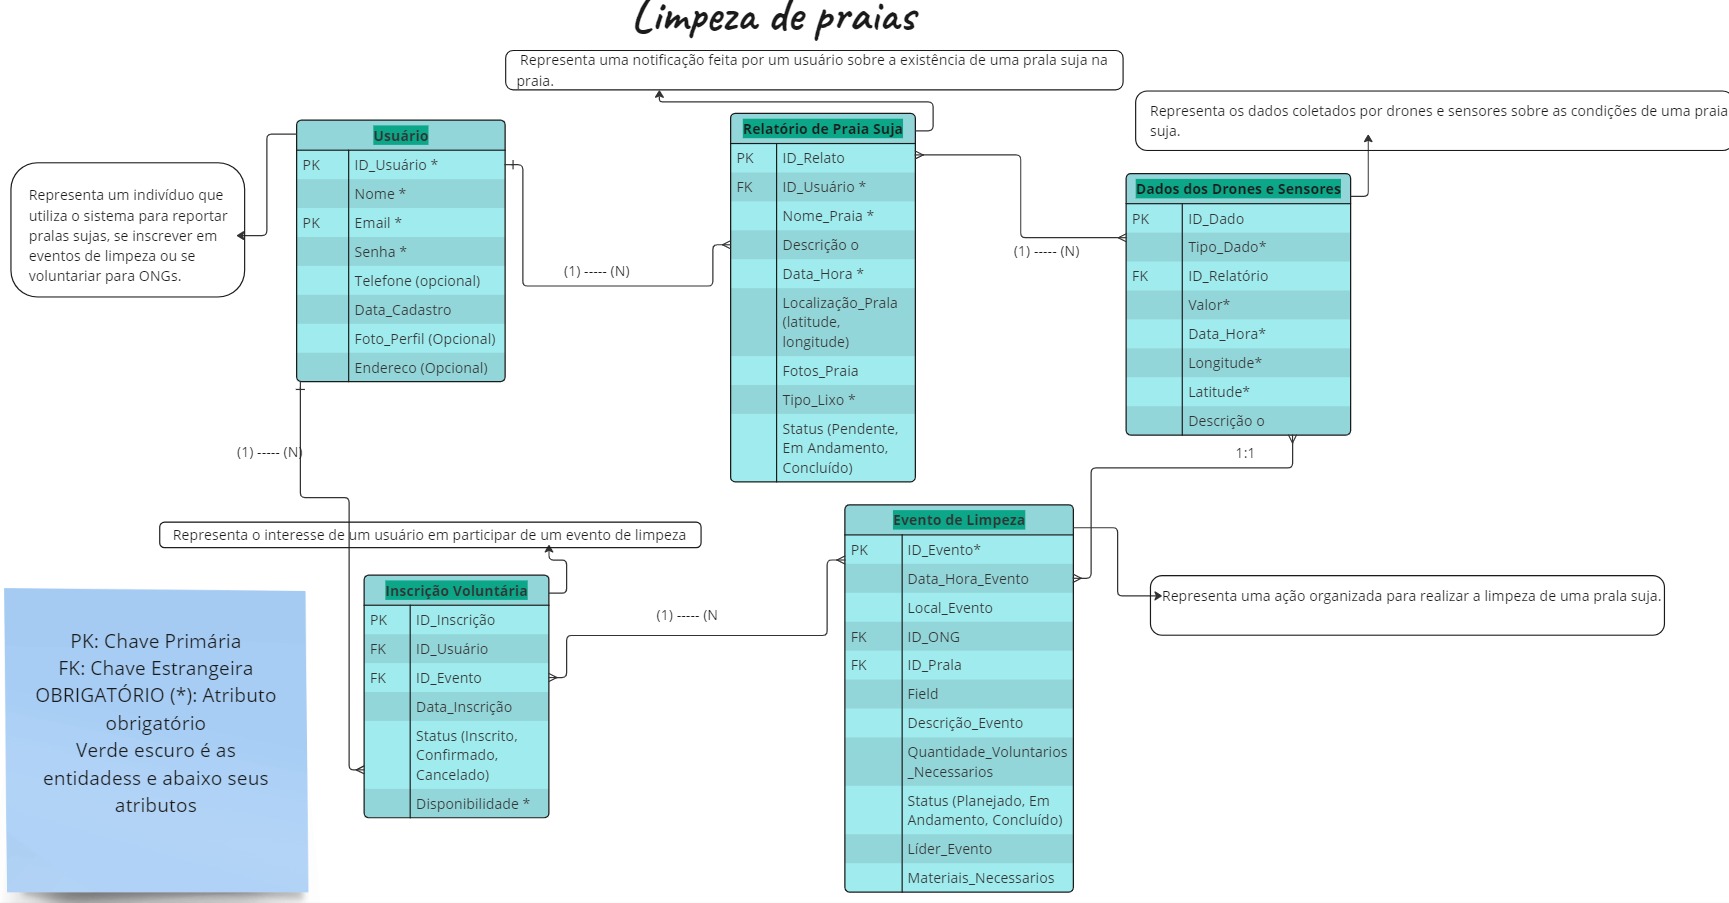 Limpeza de praias
Representa uma notificação feita por um usuário sobre a existência de uma prala suja na
praia.
Representa os dados coletados por drones e sensores sobre as condições de uma praia
suja.
Representa um indivíduo que
utiliza o sistema para reportar
pralas sujas, se inscrever em
eventos de limpeza ou se
voluntariar para ONGs.
Usuário
PK ID_Usuário *
Nome *
PK Email *
Senha *
Telefone (opcional)
Data_Cadastro
Foto_Perfil (Opcional)
Endereco (Opcional)
(1) ----- (N)
Relatório de Praia Suja
PK ID_Relato
FK ID_Usuário *
Nome_Praia *
Descrição o
Data_Hora *
Localização_Prala
(latitude,
longitude)
Fotos_Praia
Tipo_Lixo *
Status (Pendente,
Em Andamento,
Concluído)
(1) ----- (N)
Dados dos Drones e Sensores
PK ID_Dado
Tipo_Dado*
FK ID_Relatório
Valor*
Data_Hora*
Longitude*
Latitude*
Descrição o
1:1
(1) ----- (N)
Representa o interesse de um usuário em participar de um evento de limpeza
Inscrição Voluntária
PK ID_Inscrição
FK ID_Usuário
FK ID_Evento
Data_Inscrição
Status (Inscrito,
Confirmado,
Cancelado)
Disponibilidade *
(1) ----- (N
Evento de Limpeza
PK ID_Evento*
Data_Hora_Evento
Local_Evento
FK ID_ONG
FK ID_Prala
Field
Descrição_Evento
Quantidade_Voluntarios
_Necessarios
Status (Planejado, Em
Andamento, Concluído)
Líder_Evento
Materiais_Necessarios
Representa uma ação organizada para realizar a limpeza de uma prala suja.
PK: Chave Primária
FK: Chave Estrangeira
OBRIGATÓRIO (*): Atributo
obrigatório
Verde escuro é as
entidadess e abaixo seus
atributos